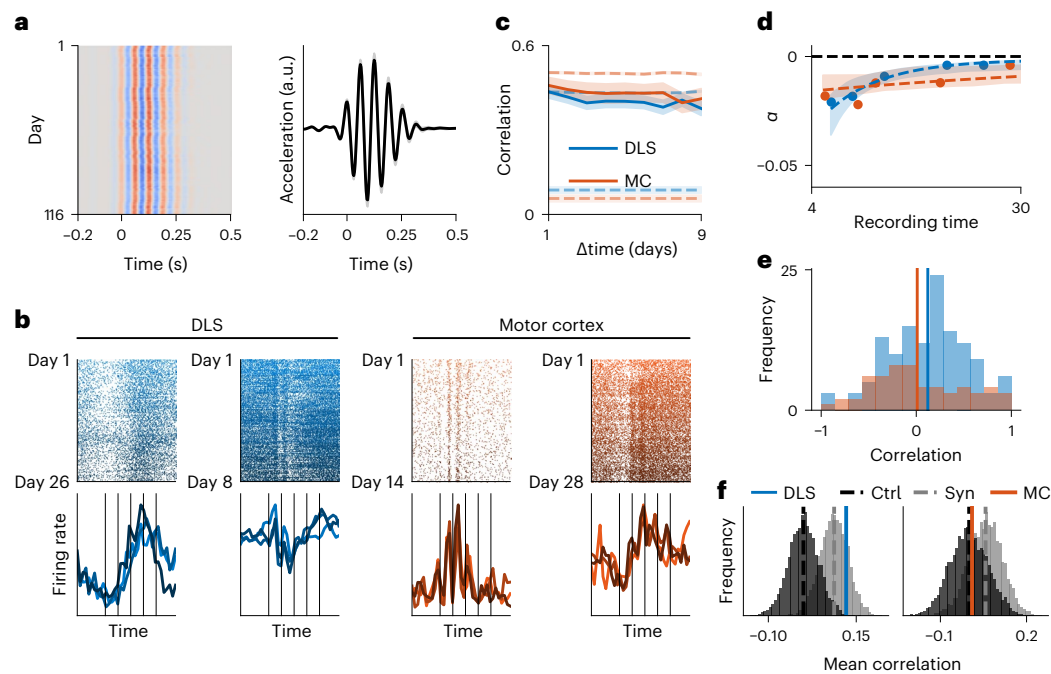 a
1
Day
116
−0.2
0
0.25
0.5
Time (s)
Acceleration (a.u.)
−0.2
0
0.25
0.5
Time (s)
b
DLS
Motor cortex
Day 1
Day 26
Day 1
Day 8
Day 1
Day 14
Day 1
Day 28
Firing rate
Time
Time
Time
Time
c
0.6
Correlation
0
DLS
MC
1
9
Δtime (days)
d
0
α
−0.05
4
30
Recording time
e
25
Frequency
0
−1
0
1
Correlation
f
DLS
Ctrl
Syn
MC
Frequency
−0.10
0.15
−0.1
0.2
Mean correlation